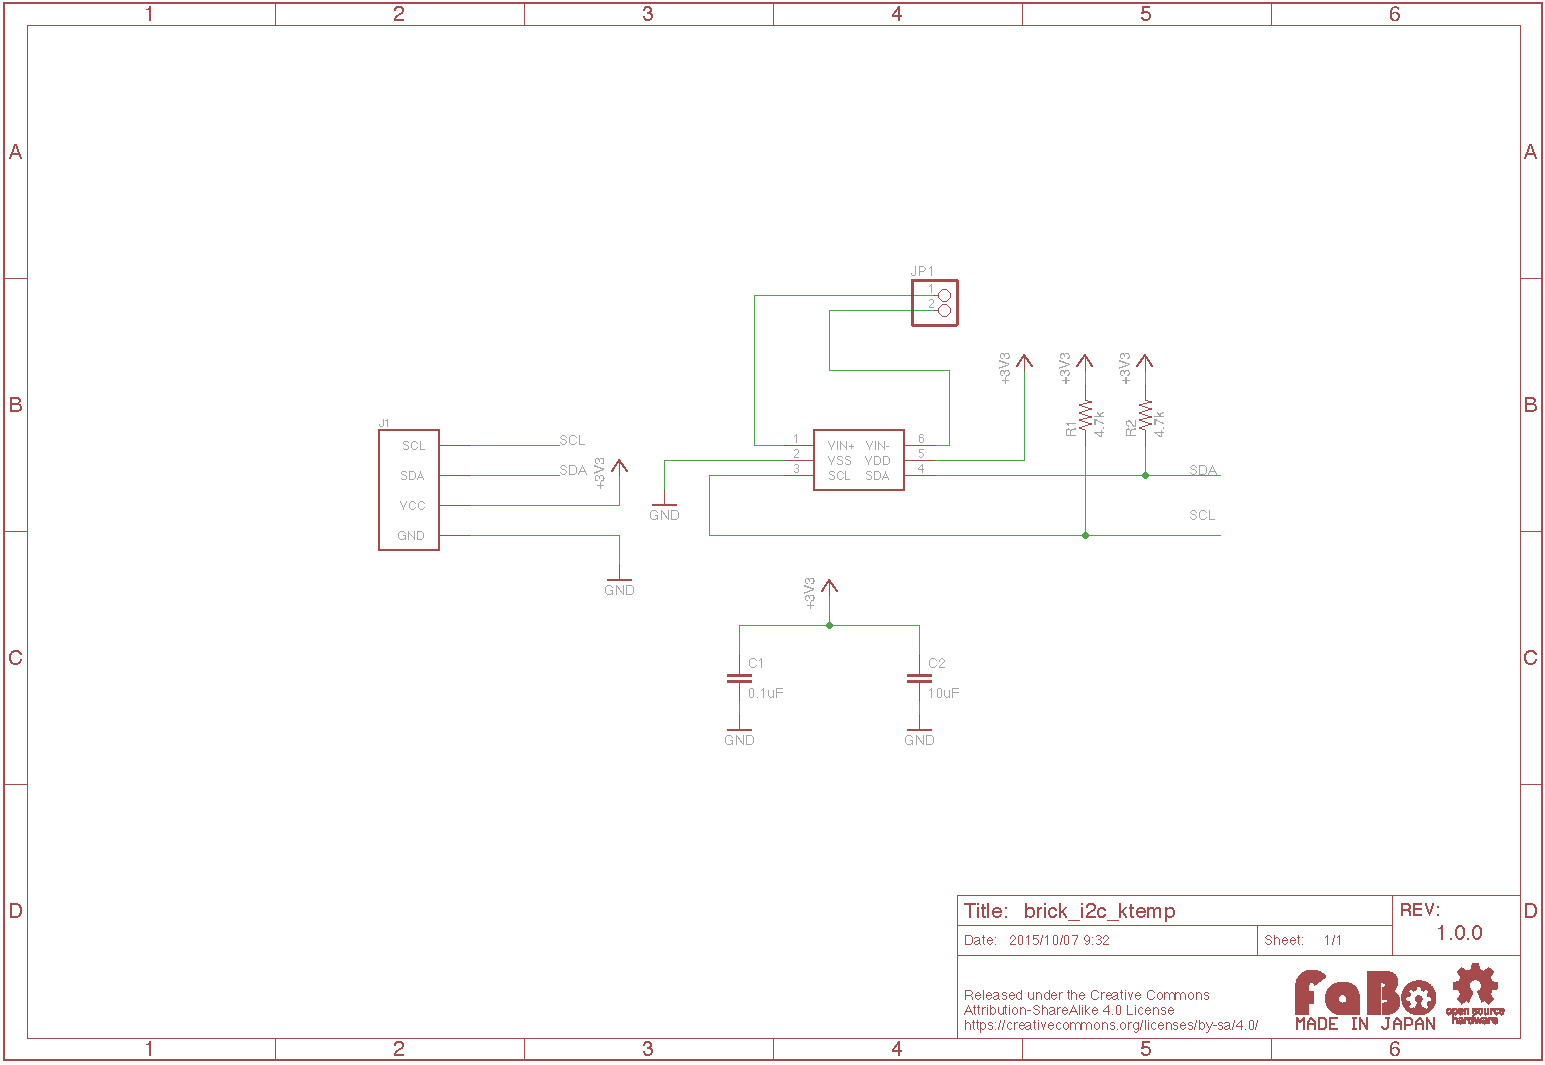 1 2 3 4 5 6
A A
B B
C C
D D
JP1
1
2
+3V3 +3V3 +3V3
R1 4.7k
R2 4.7k
J1
SCL SCL
SDA SDA
+3V3
VCC
GND
GND
1 VIN+ VIN- 6
2 VSS VDD 5
3 SCL SDA 4
GND
SDA
SCL
+3V3
C1 C2
0.1uF 10uF
GND GND
Title: brick_i2c_ktemp
REV: 1.0.0
Date: 2015/10/07 9:32
Sheet: 1/1
Released under the Creative Commons
Attribution-ShareAlike 4.0 License
https://creativecommons.org/licenses/by-sa/4.0/
FaBo
MADE IN JAPAN
open source
hardware
1 2 3 4 5 6